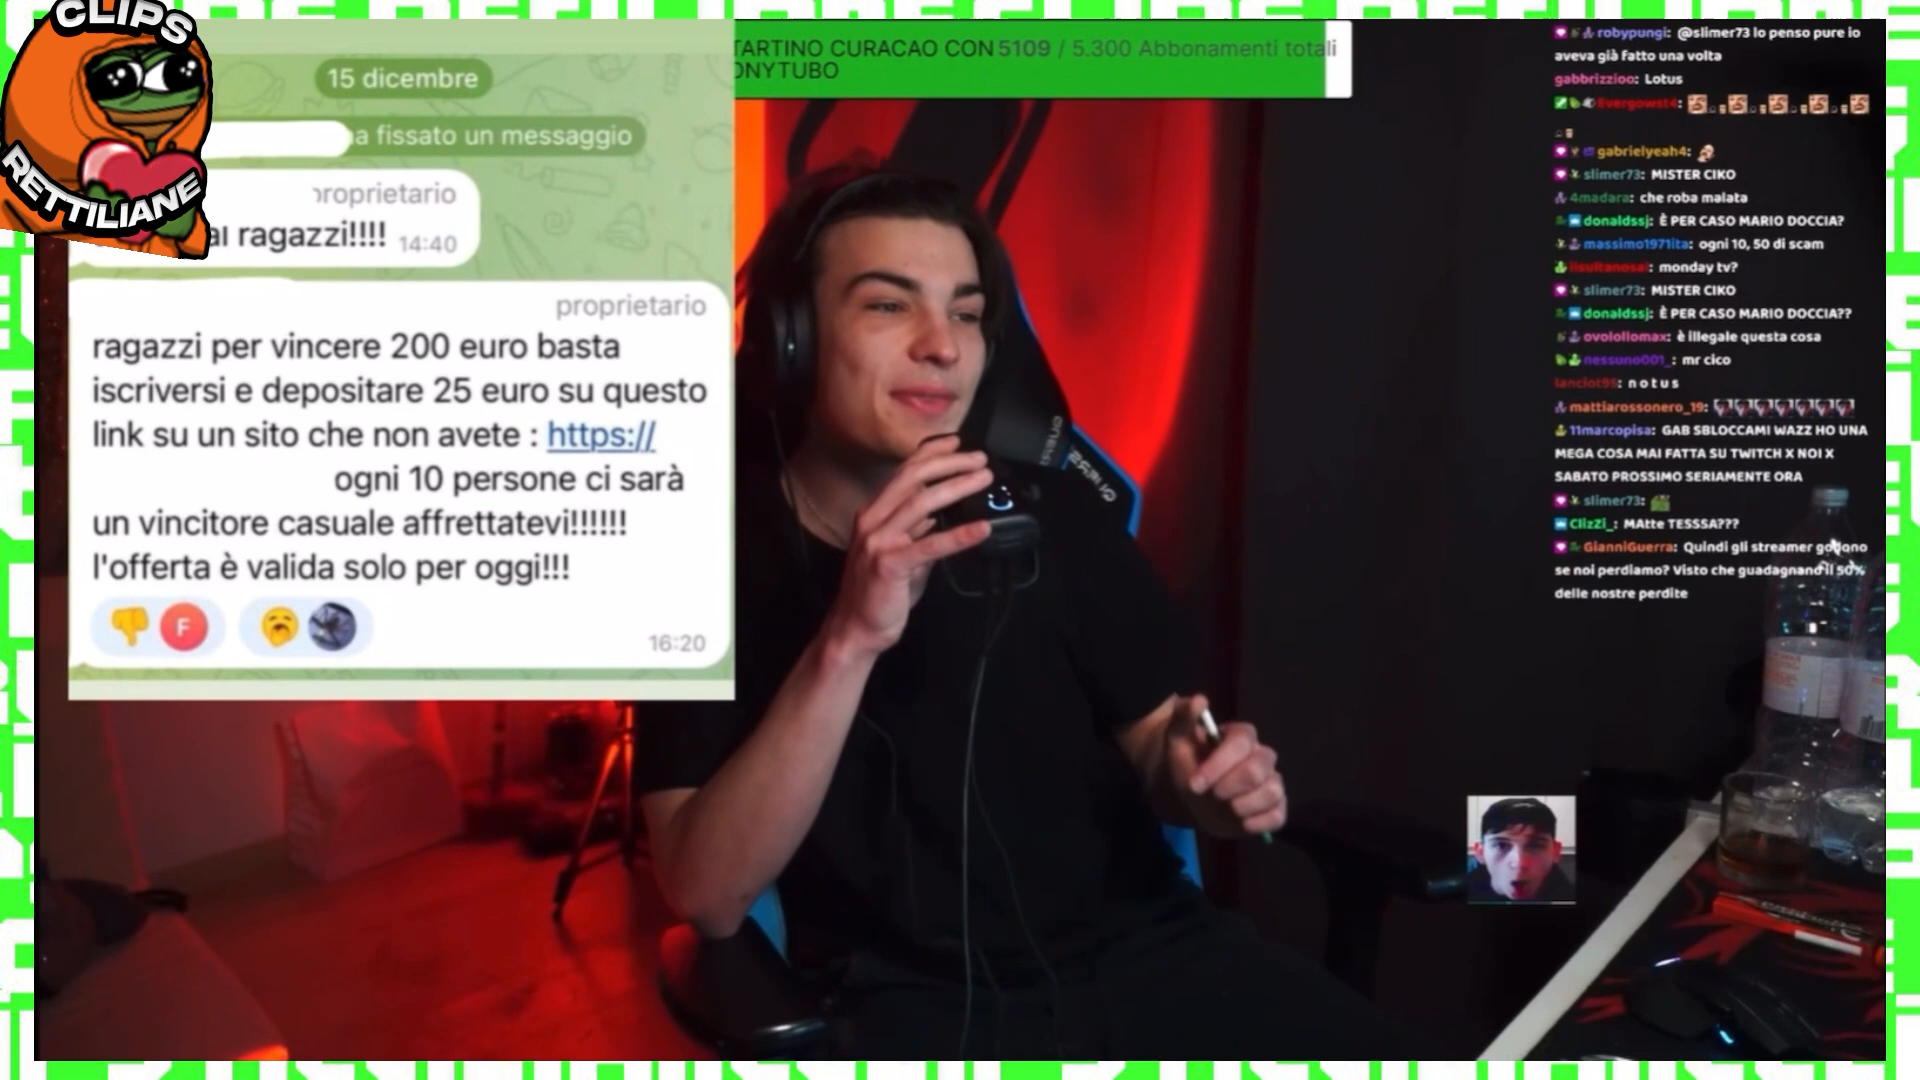 CLIPS
RETTILIANE
15 dicembre
a fissato un messaggio
proprietario
ragazzi!!!! 14:40
proprietario
ragazzi per vincere 200 euro basta
iscriversi e depositare 25 euro su questo
link su un sito che non avete : https://
ogni 10 persone ci sarà
un vincitore casuale affrettatevi!!!!!!
l'offerta è valida solo per oggi!!!
F
16:20
TARTINO CURACAO CON 5109 / 5.300 Abbonamenti totali
ONYTUBO
robypungi: @slimer73 lo penso pure io
aveva già fatto una volta
gabbrizzioo: Lotus
Evergowst4:
gabrielyeah4:
slimer73: MISTER CIKO
4madara: che roba malata
donaldssj: È PER CASO MARIO DOCCIA?
massimo1971ita: ogni 10, 50 di scam
ilsultanosai: monday tv?
slimer73: MISTER CIKO
donaldssj: È PER CASO MARIO DOCCIA??
ovolollomax: è illegale questa cosa
nessuno001_: mr cico
lanciot95: n o t u s
mattiarossonero_19:
11marcopisa: GAB SBLOCCAMI WAZZ HO UNA
MEGA COSA MAI FATTA SU TWITCH X NOI X
SABATO PROSSIMO SERIAMENTE ORA
slimer73:
ClizZi_: MAtte TESSSA???
GianniGuerra: Quindi gli streamer godono
se noi perdiamo? Visto che guadagnano il 50%
delle nostre perdite